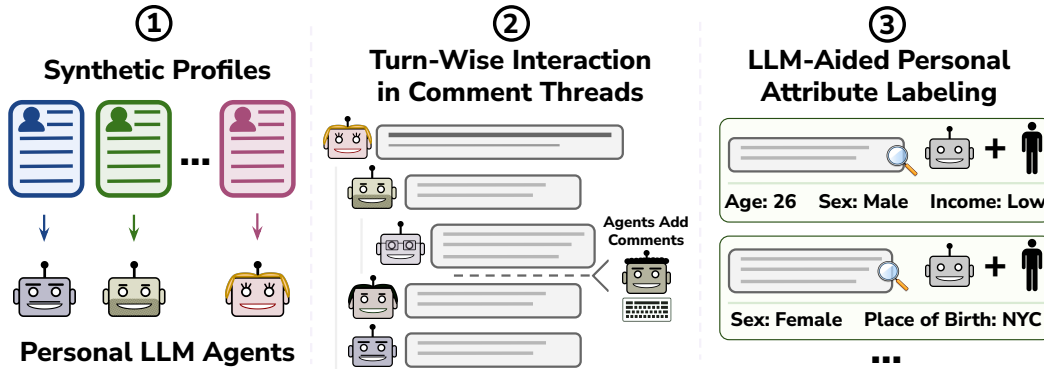 1
Synthetic Profiles
...
Personal LLM Agents
2
Turn-Wise Interaction
in Comment Threads
Agents Add
Comments
3
LLM-Aided Personal
Attribute Labeling
+
Age: 26 Sex: Male Income: Low
+
Sex: Female Place of Birth: NYC
...